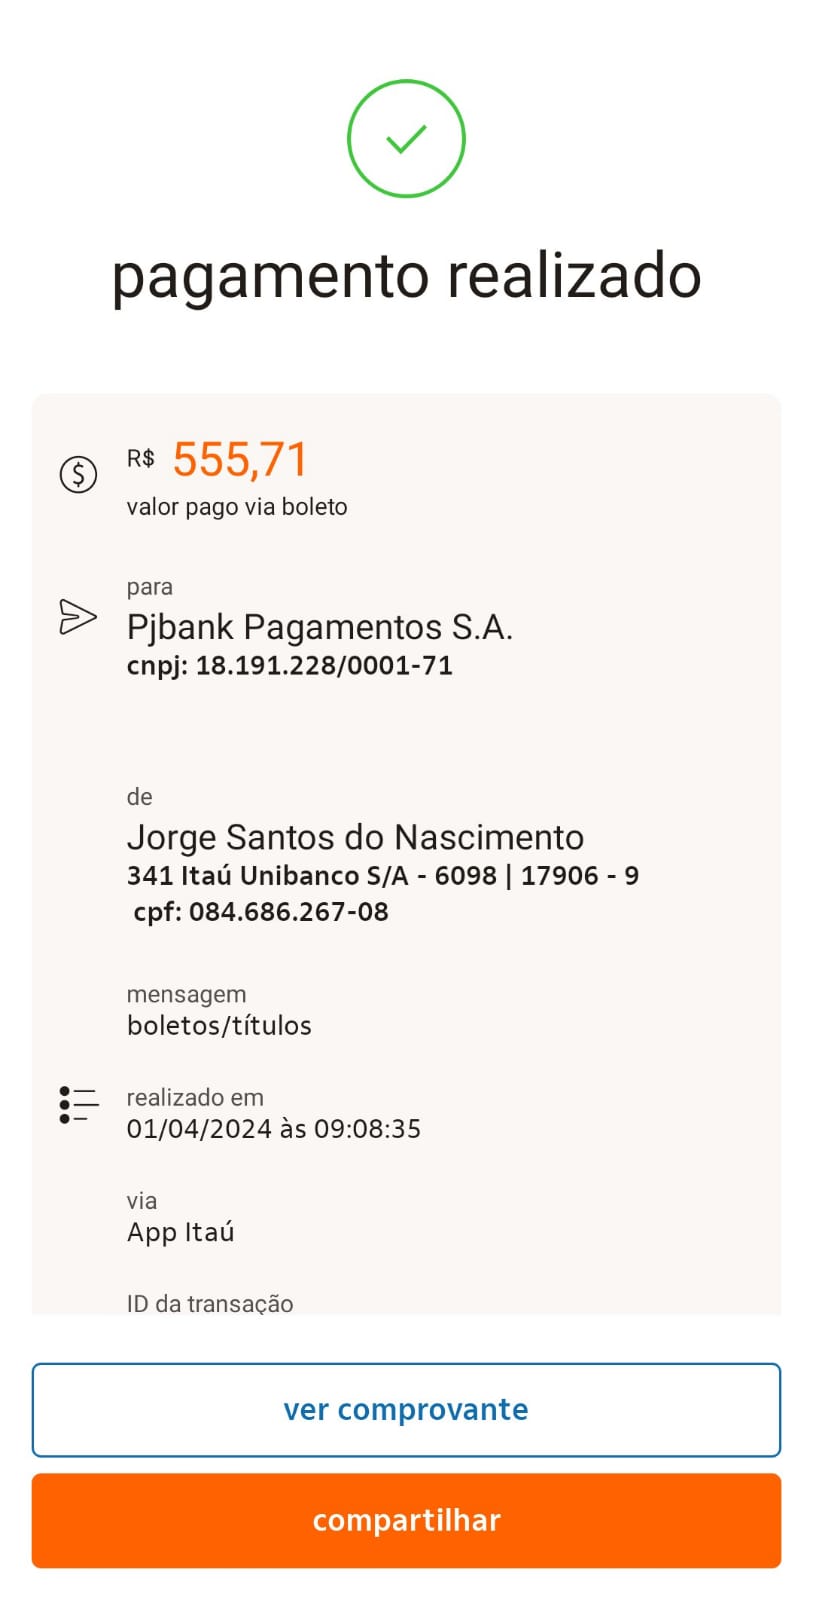 pagamento realizado
R$ 555,71
valor pago via boleto
para
Pjbank Pagamentos S.A.
cnpj: 18.191.228/0001-71
de
Jorge Santos do Nascimento
341 Itaú Unibanco S/A - 6098 | 17906 - 9
cpf: 084.686.267-08
mensagem
boletos/títulos
realizado em
01/04/2024 às 09:08:35
via
App Itaú
ID da transação
ver comprovante
compartilhar